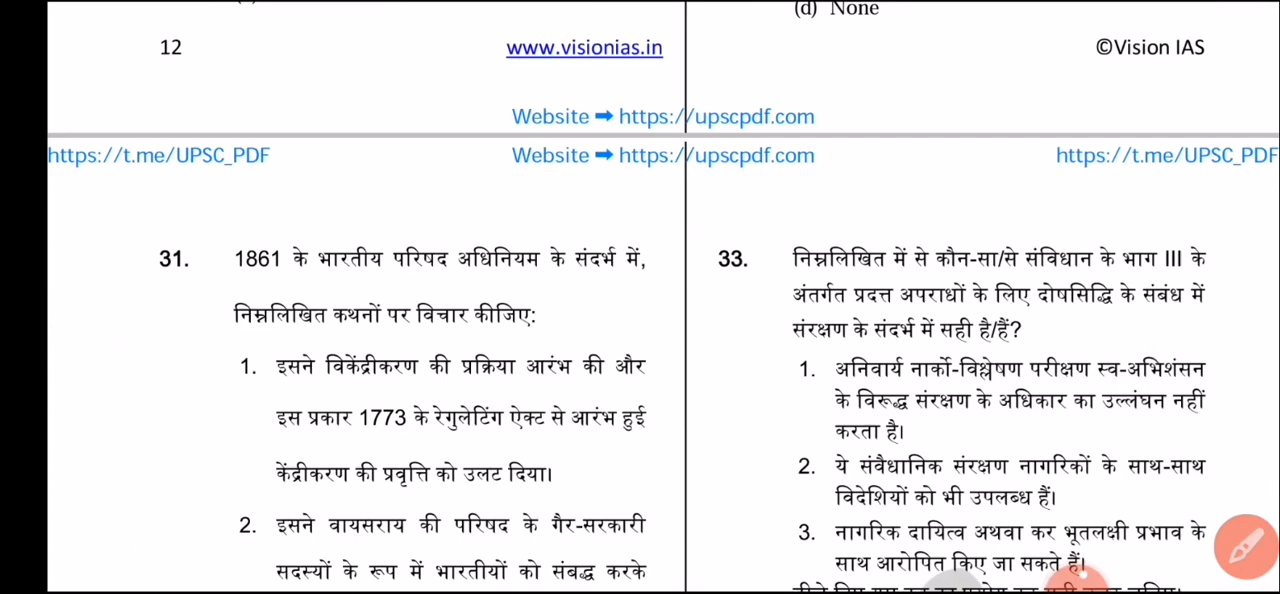 (d) None
12
www.visionias.in
©Vision IAS
Website ➡ https://upscpdf.com
https://t.me/UPSC_PDF
Website ➡ https://upscpdf.com
https://t.me/UPSC_PDF
31. 1861 के भारतीय परिषद अधिनियम के संदर्भ में,
निम्नलिखित कथनों पर विचार कीजिए:
1. इसने विकेंद्रीकरण की प्रक्रिया आरंभ की और
इस प्रकार 1773 के रेगुलेटिंग ऐक्ट से आरंभ हुई
केंद्रीकरण की प्रवृत्ति को उलट दिया।
2. इसने वायसराय की परिषद के गैर-सरकारी
सदस्यों के रूप में भारतीयों को संबद्ध करके
33. निम्नलिखित में से कौन-सा/से संविधान के भाग III के
अंतर्गत प्रदत्त अपराधों के लिए दोषसिद्धि के संबंध में
संरक्षण के संदर्भ में सही है/हैं?
1. अनिवार्य नार्को-विश्लेषण परीक्षण स्व-अभिशंसन
के विरूद्ध संरक्षण के अधिकार का उल्लंघन नहीं
करता है।
2. ये संवैधानिक संरक्षण नागरिकों के साथ-साथ
विदेशियों को भी उपलब्ध हैं।
3. नागरिक दायित्व अथवा कर भूतलक्षी प्रभाव के
साथ आरोपित किए जा सकते हैं।